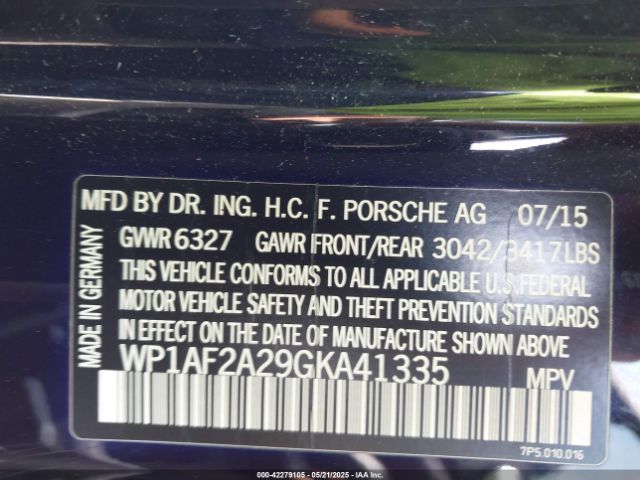 MFD BY DR. ING. H.C. F. PORSCHE AG 07/15
GVWR 6327 GAWR FRONT/REAR 3042/3417LBS
THIS VEHICLE CONFORMS TO ALL APPLICABLE U.S.FEDERAL
MOTOR VEHICLE SAFETY AND THEFT PREVENTION STANDARDS
IN EFFECT ON THE DATE OF MANUFACTURE SHOWN ABOVE
WP1AF2A29GKA41335 MPV
7P5.010.016
MADE IN GERMANY
000-42279105 - 05/21/2025 - IAAI.COM